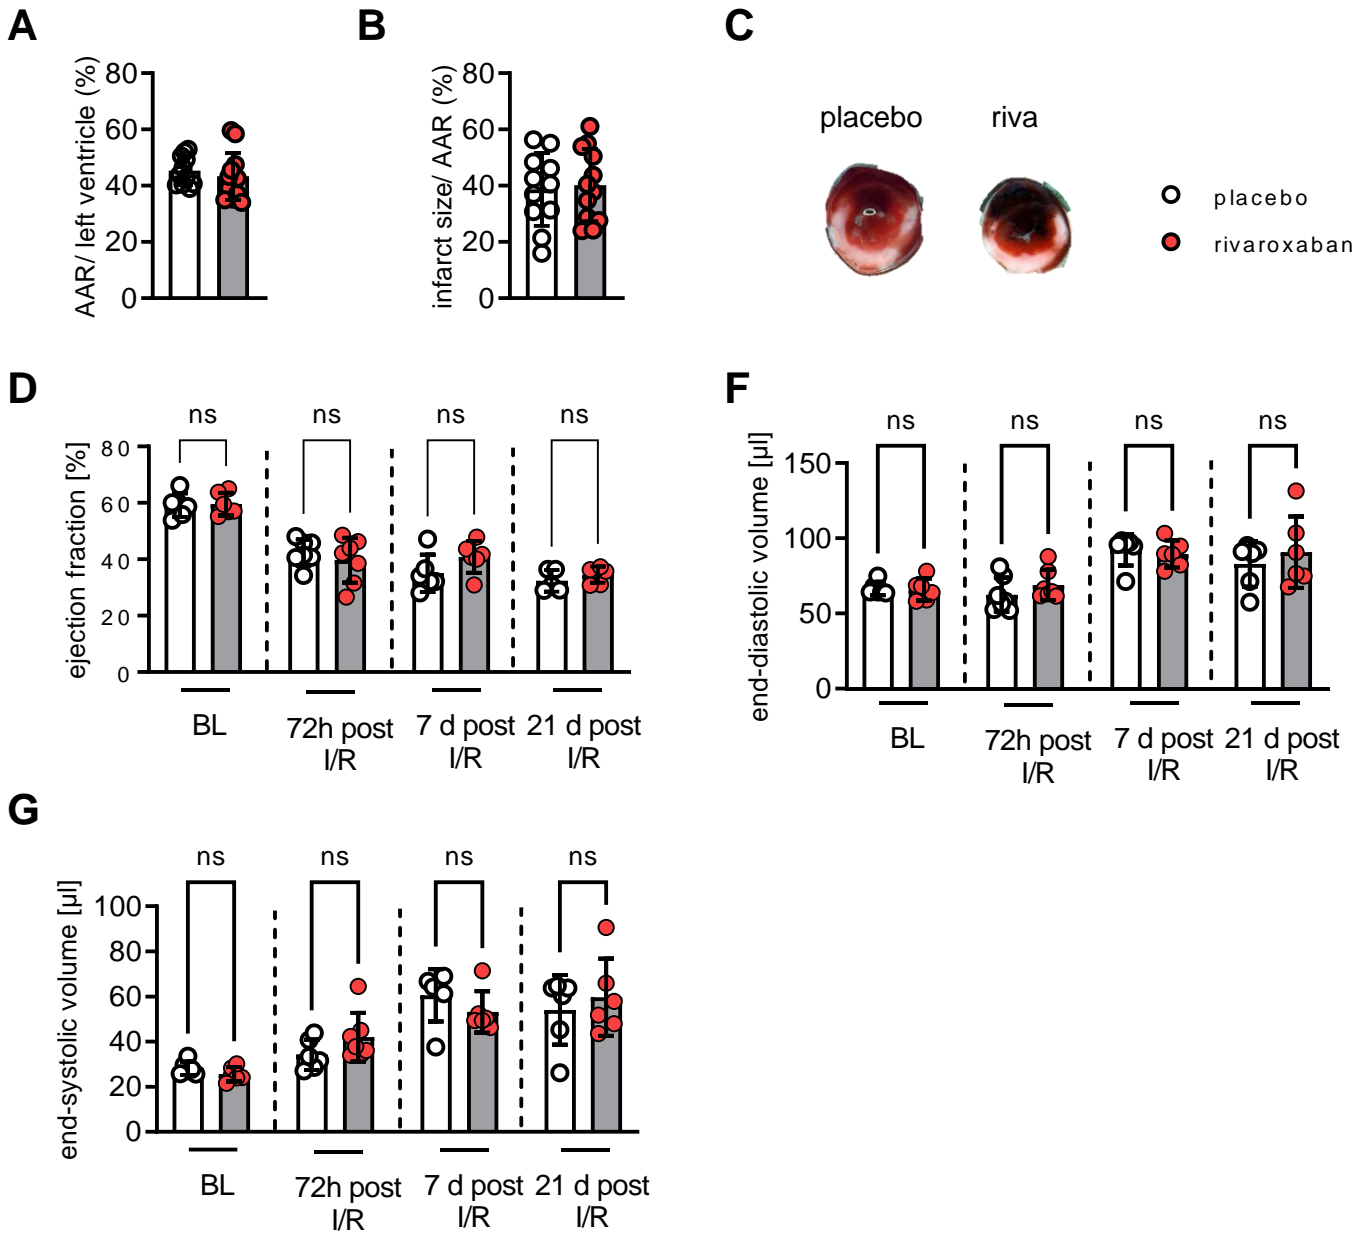 A
B
C
AAR/ left ventricle (%)
80
60
40
20
0
infarct size/ AAR (%)
80
60
40
20
0
placebo
riva
placebo
rivaroxaban
D
ejection fraction [%]
80
60
40
20
0
ns
ns
ns
ns
BL
72h post
I/R
7 d post
I/R
21 d post
I/R
F
end-diastolic volume [µl]
150
100
50
0
ns
ns
ns
ns
BL
72h post
I/R
7 d post
I/R
21 d post
I/R
G
end-systolic volume [µl]
100
80
60
40
20
0
ns
ns
ns
ns
BL
72h post
I/R
7 d post
I/R
21 d post
I/R